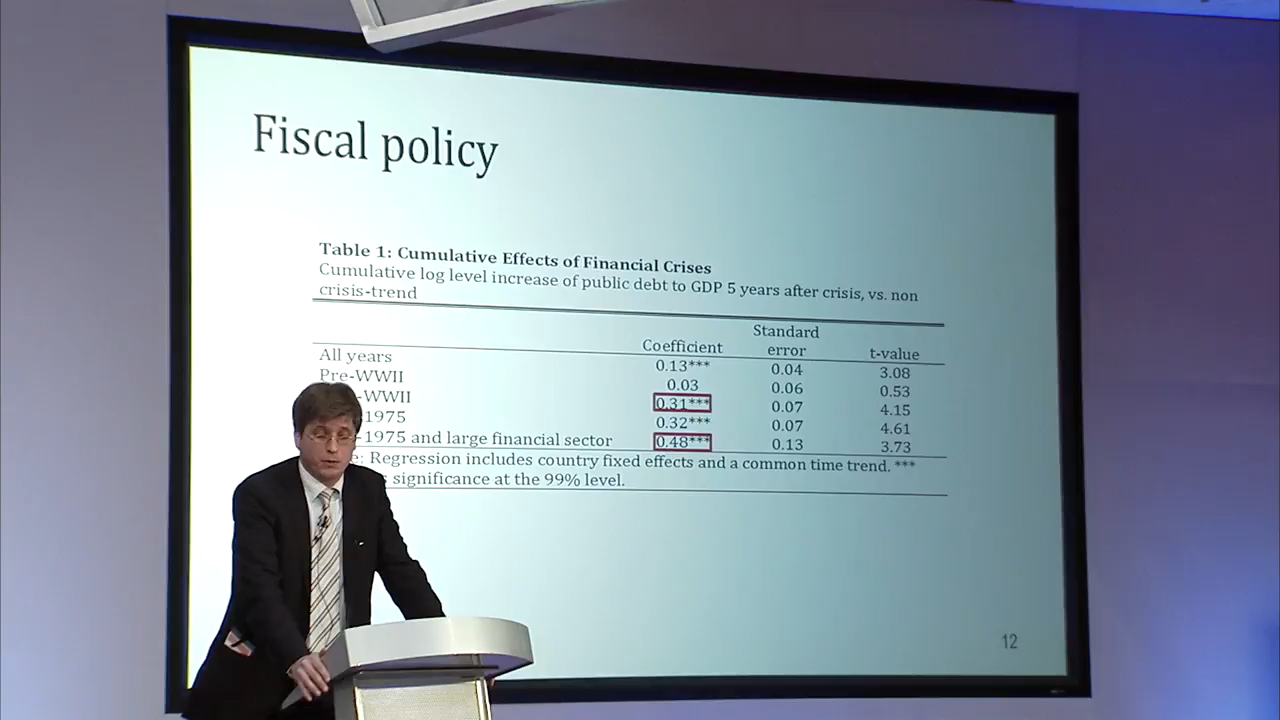 Fiscal policy
Table 1: Cumulative Effects of Financial Crises
Cumulative log level increase of public debt to GDP 5 years after crisis, vs. non
crisis-trend
Coefficient Standard error t-value
All years 0.13*** 0.04 3.08
Pre-WWII 0.03 0.06 0.53
-WWII 0.31*** 0.07 4.15
1975 0.32*** 0.07 4.61
-1975 and large financial sector 0.48*** 0.13 3.73
Regression includes country fixed effects and a common time trend. ***
significance at the 99% level.
12